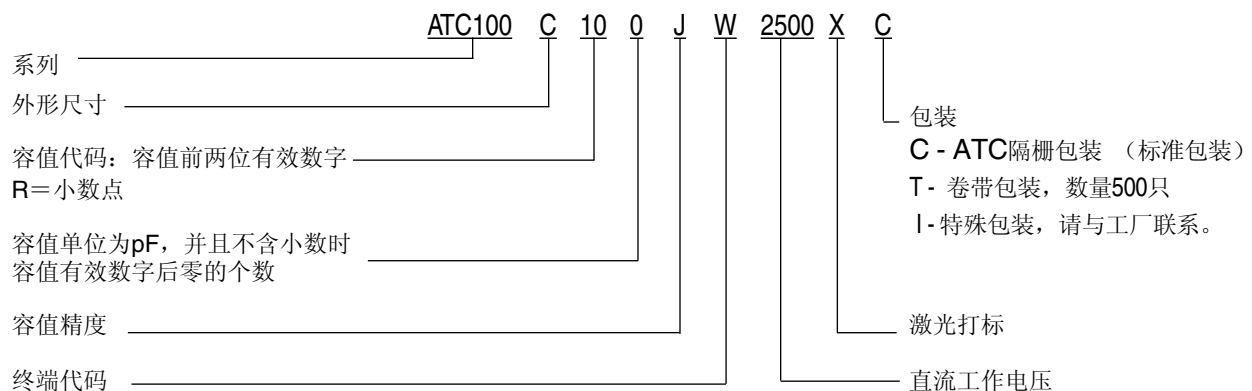 ATC100 C 10 0 J W 2500 X C
系列
外形尺寸
容值代码：容值前两位有效数字
R＝小数点
容值单位为pF，并且不含小数时
容值有效数字后零的个数
容值精度
终端代码
包装
C - ATC隔栅包装 （标准包装）
T - 卷带包装，数量500只
I - 特殊包装，请与工厂联系。
激光打标
直流工作电压